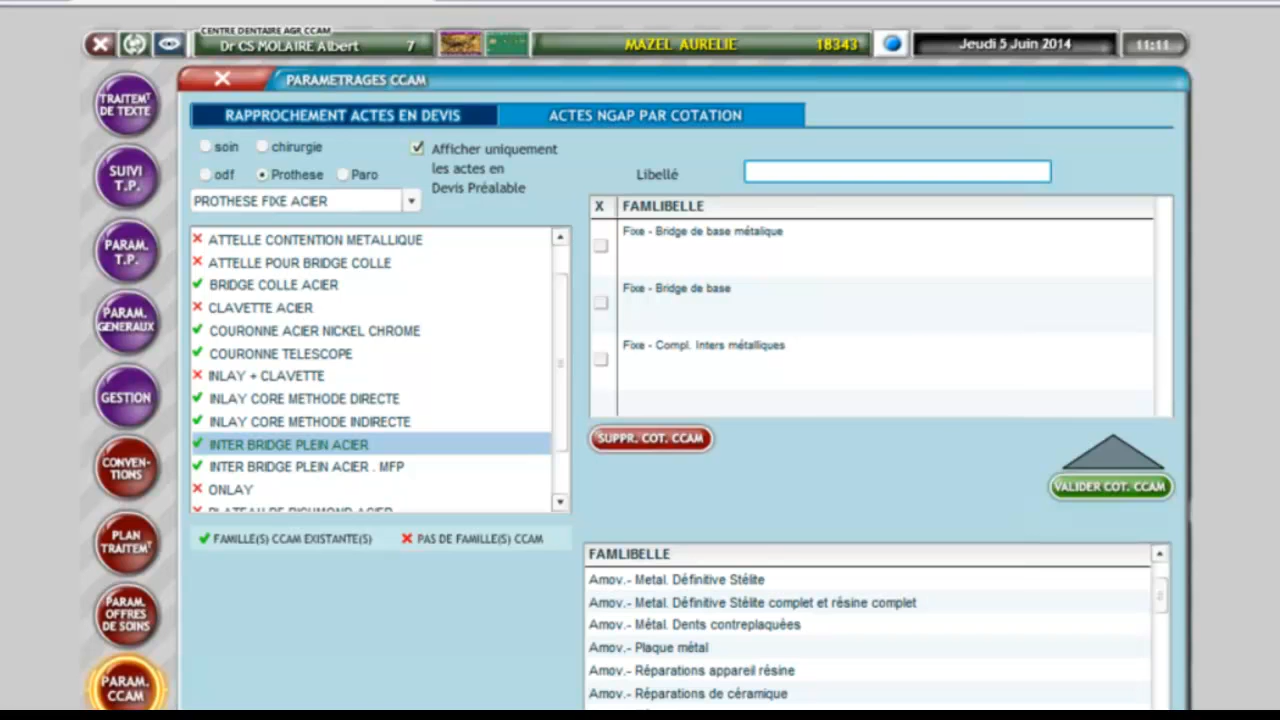 CENTRE DENTAIRE AGR CCAM
Dr CS MOLAIRE Albert 7
MAZEL AURELIE 18343
Jeudi 5 Juin 2014
11:11
TRAITEMT
DE TEXTE
SUIVI
T.P.
PARAM.
T.P.
PARAM.
GENERAUX
GESTION
CONVEN-
TIONS
PLAN
TRAITEMT
PARAM.
OFFRES
DE SOINS
PARAM.
CCAM
PARAMETRAGES CCAM
RAPPROCHEMENT ACTES EN DEVIS
ACTES NGAP PAR COTATION
soin
chirurgie
odf
Prothese
Paro
Afficher uniquement
les actes en
Devis Préalable
PROTHESE FIXE ACIER
ATTELLE CONTENTION METALLIQUE
ATTELLE POUR BRIDGE COLLE
BRIDGE COLLE ACIER
CLAVETTE ACIER
COURONNE ACIER NICKEL CHROME
COURONNE TELESCOPE
INLAY + CLAVETTE
INLAY CORE METHODE DIRECTE
INLAY CORE METHODE INDIRECTE
INTER BRIDGE PLEIN ACIER
INTER BRIDGE PLEIN ACIER . MFP
ONLAY
PLATEAU DE RICHMOND ACIER
FAMILLE(S) CCAM EXISTANTE(S)
PAS DE FAMILLE(S) CCAM
Libellé
X FAMLIBELLE
Fixe - Bridge de base métalique
Fixe - Bridge de base
Fixe - Compl. Inters métalliques
SUPPR. COT. CCAM
VALIDER COT. CCAM
FAMLIBELLE
Amov.- Metal. Définitive Stélite
Amov.- Metal. Définitive Stélite complet et résine complet
Amov.- Métal. Dents contreplaquées
Amov.- Plaque métal
Amov.- Réparations appareil résine
Amov.- Réparations de céramique